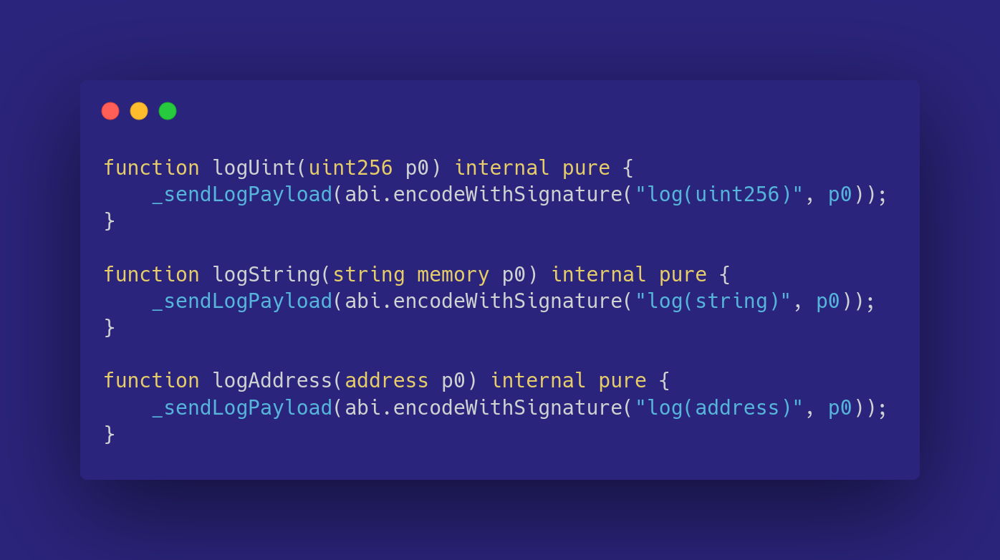 function logUint(uint256 p0) internal pure {
    _sendLogPayload(abi.encodeWithSignature("log(uint256)", p0));
}

function logString(string memory p0) internal pure {
    _sendLogPayload(abi.encodeWithSignature("log(string)", p0));
}

function logAddress(address p0) internal pure {
    _sendLogPayload(abi.encodeWithSignature("log(address)", p0));
}